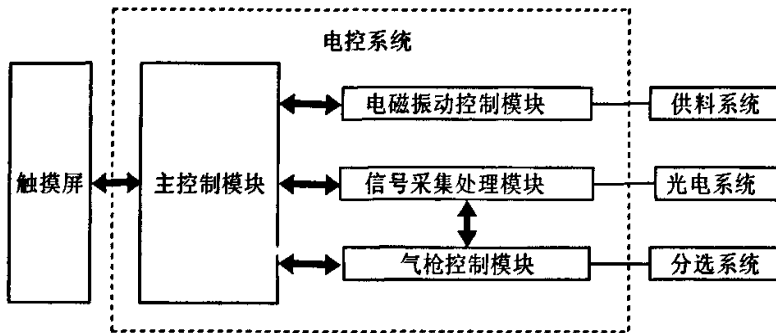 电控系统
触摸屏
主控制模块
电磁振动控制模块
供料系统
信号采集处理模块
光电系统
气枪控制模块
分选系统